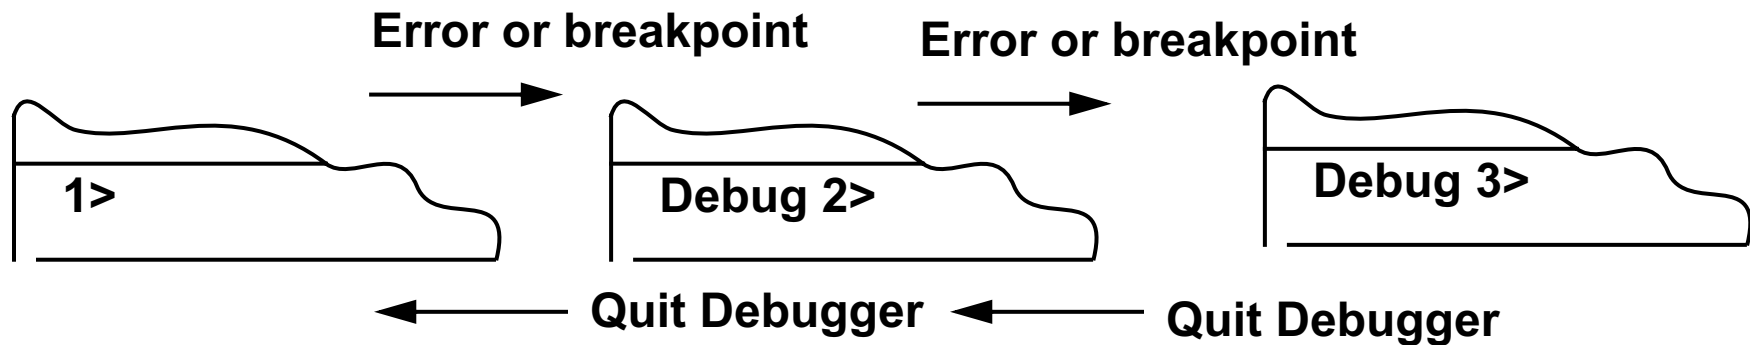 Error or breakpoint
Error or breakpoint
1>
Debug 2>
Debug 3>
Quit Debugger
Quit Debugger